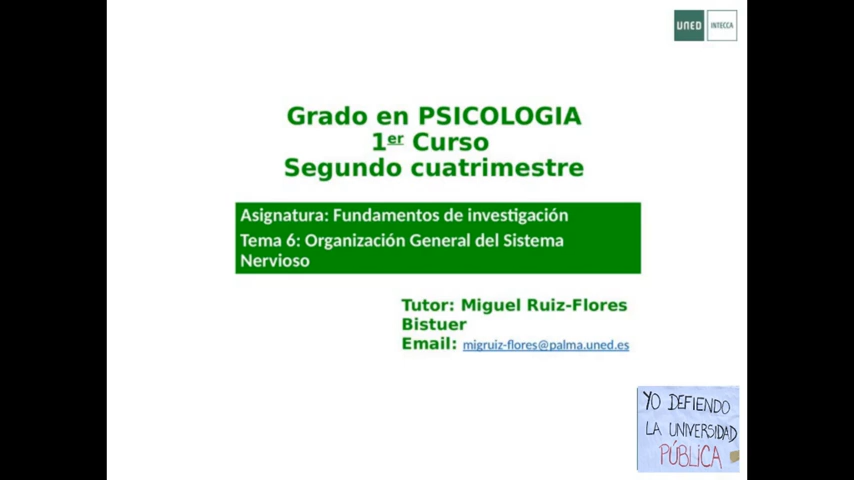 UNED INTECCA
Grado en PSICOLOGIA
1er Curso
Segundo cuatrimestre
Asignatura: Fundamentos de investigación
Tema 6: Organización General del Sistema
Nervioso
Tutor: Miguel Ruiz-Flores
Bistuer
Email: migruiz-flores@palma.uned.es
YO DEFIENDO
LA UNIVERSIDAD
PÚBLICA